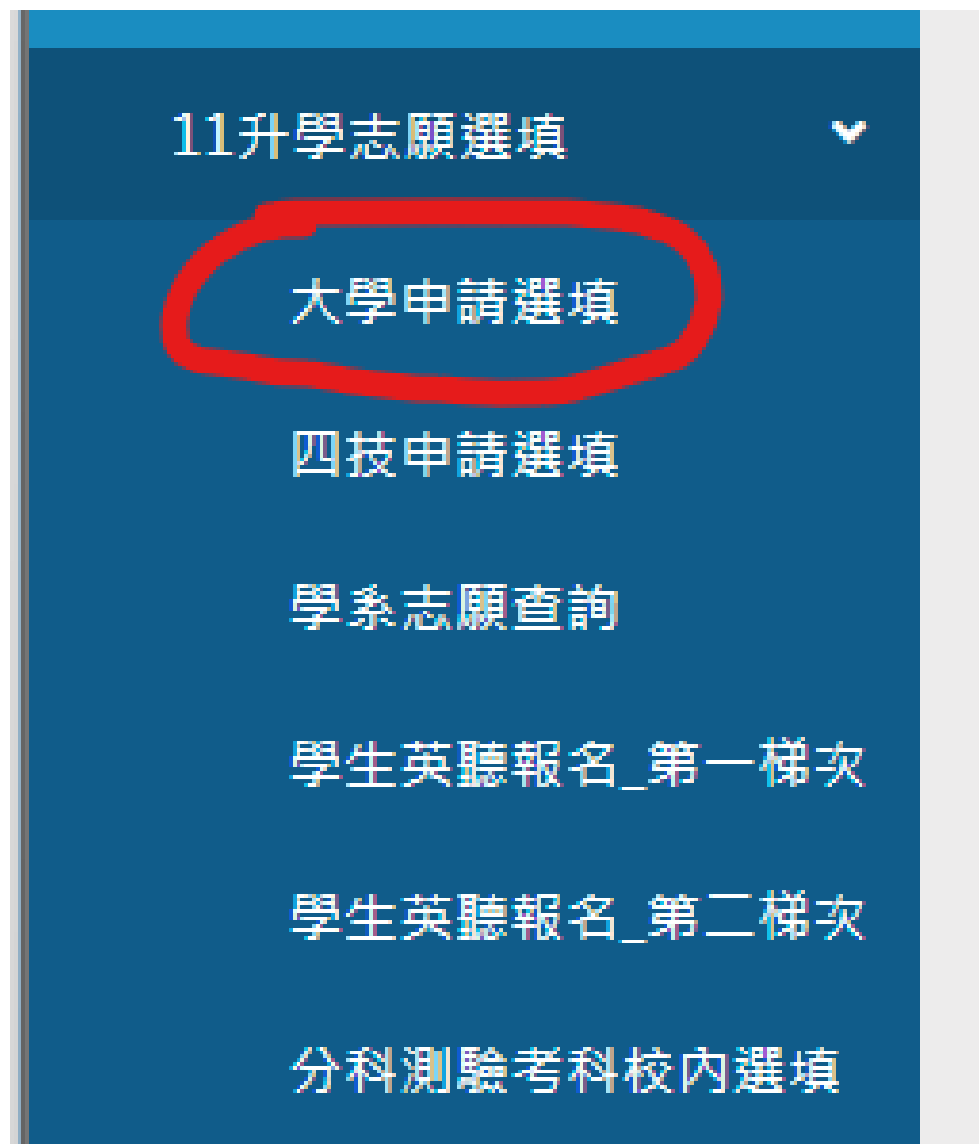 11升學志願選填
大學申請選填
四技申請選填
學系志願查詢
學生英聽報名_第一梯次
學生英聽報名_第二梯次
分科測驗考科校內選填